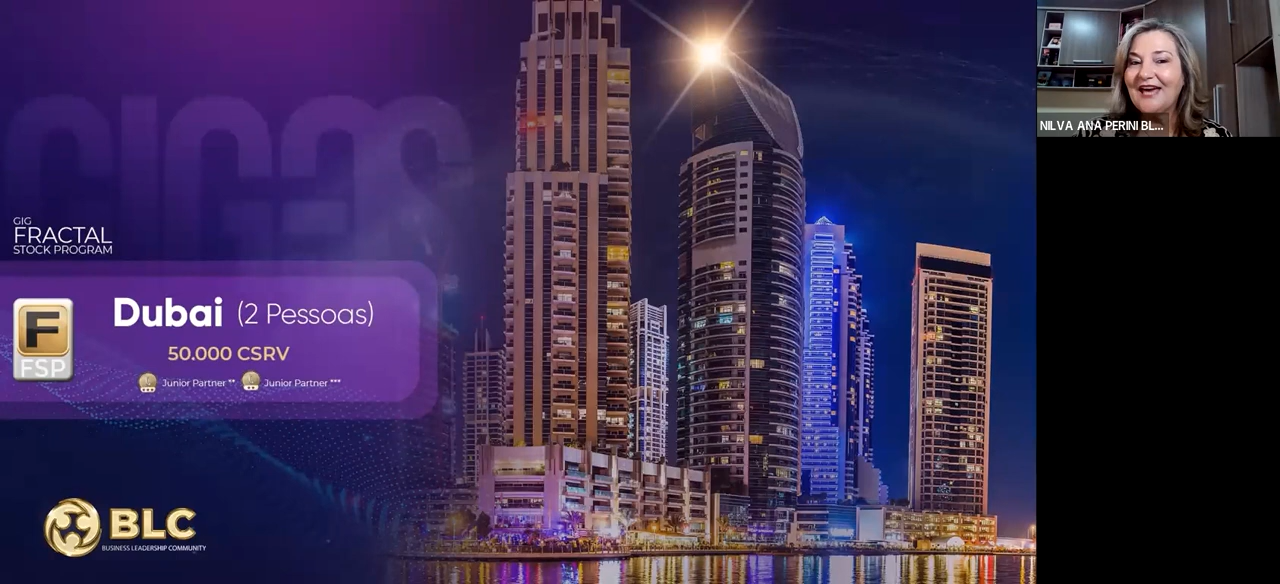 GIG
FRACTAL
STOCK PROGRAM
F
FSP
Dubai (2 Pessoas)
50.000 CSRV
Junior Partner ** Junior Partner ***
BLC
BUSINESS LEADERSHIP COMMUNITY
NILVA ANA PERINI BL...